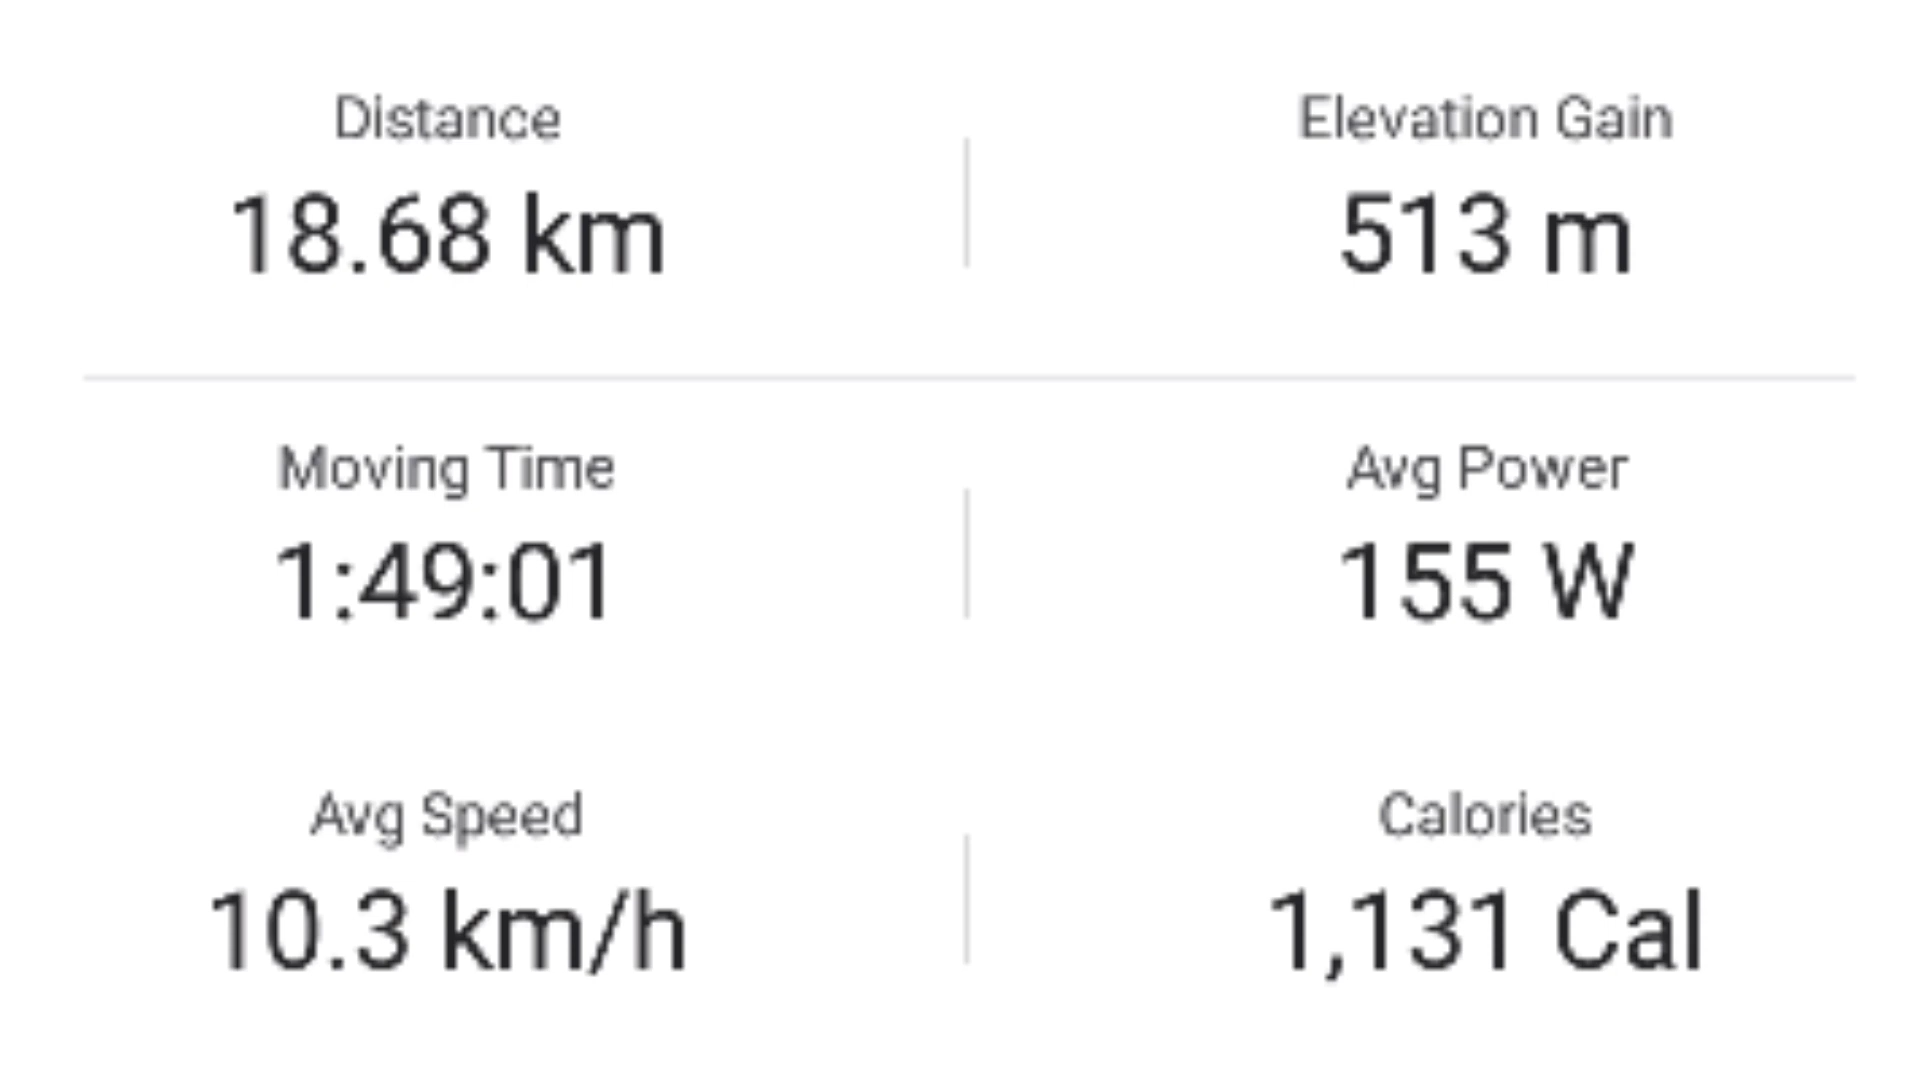 Distance
18.68 km
Elevation Gain
513 m
Moving Time
1:49:01
Avg Power
155 W
Avg Speed
10.3 km/h
Calories
1,131 Cal